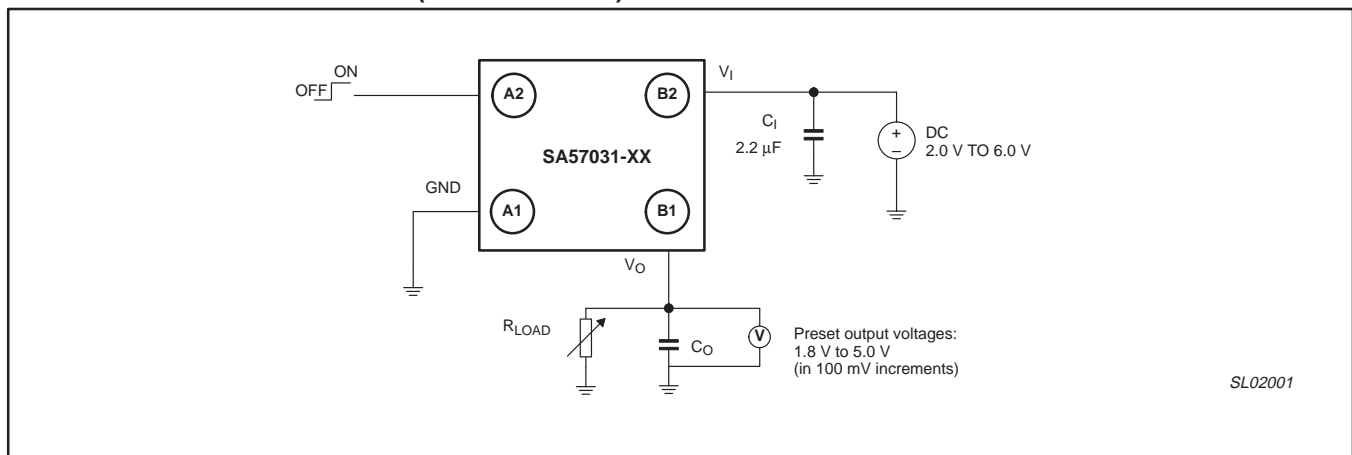 ON
OFF
A2
B2
VI
CI
2.2 μF
+
–
DC
2.0 V TO 6.0 V
SA57031-XX
GND
A1
B1
VO
RLOAD
CO
V
Preset output voltages:
1.8 V to 5.0 V
(in 100 mV increments)
SL02001